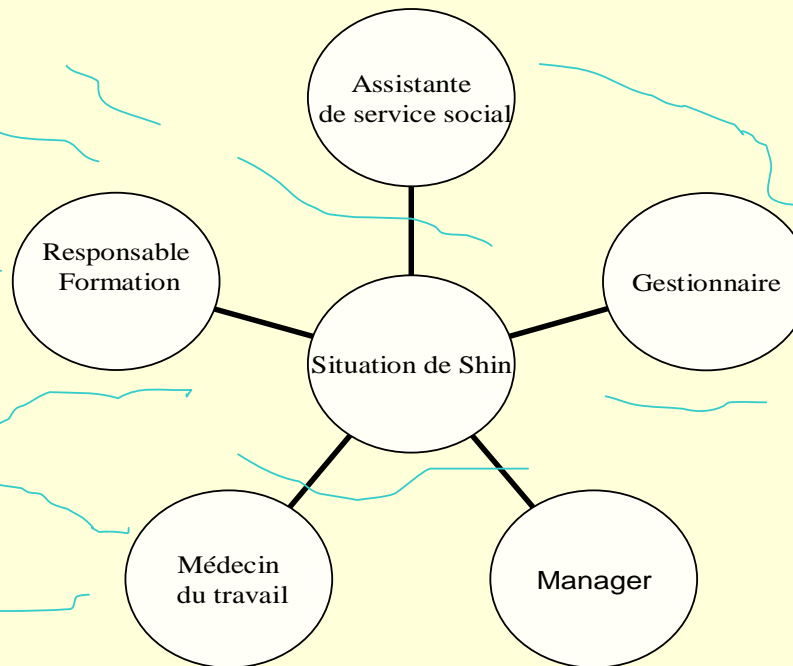 Assistante
de service social
Responsable
Formation
Gestionnaire
Situation de Shin
Médecin
du travail
Manager